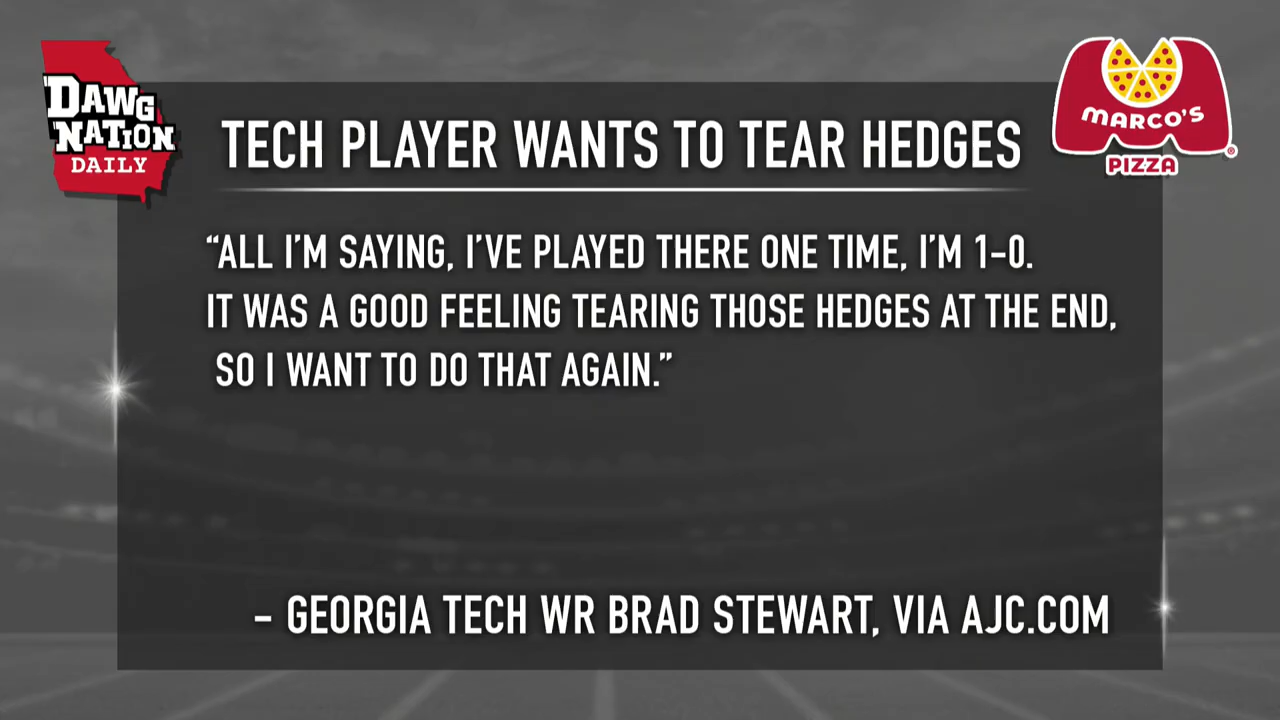 DAWG
NATION
DAILY
MARCO'S
PIZZA
®
TECH PLAYER WANTS TO TEAR HEDGES
“ALL I’M SAYING, I’VE PLAYED THERE ONE TIME, I’M 1-0.
IT WAS A GOOD FEELING TEARING THOSE HEDGES AT THE END,
SO I WANT TO DO THAT AGAIN.”
– GEORGIA TECH WR BRAD STEWART, VIA AJC.COM